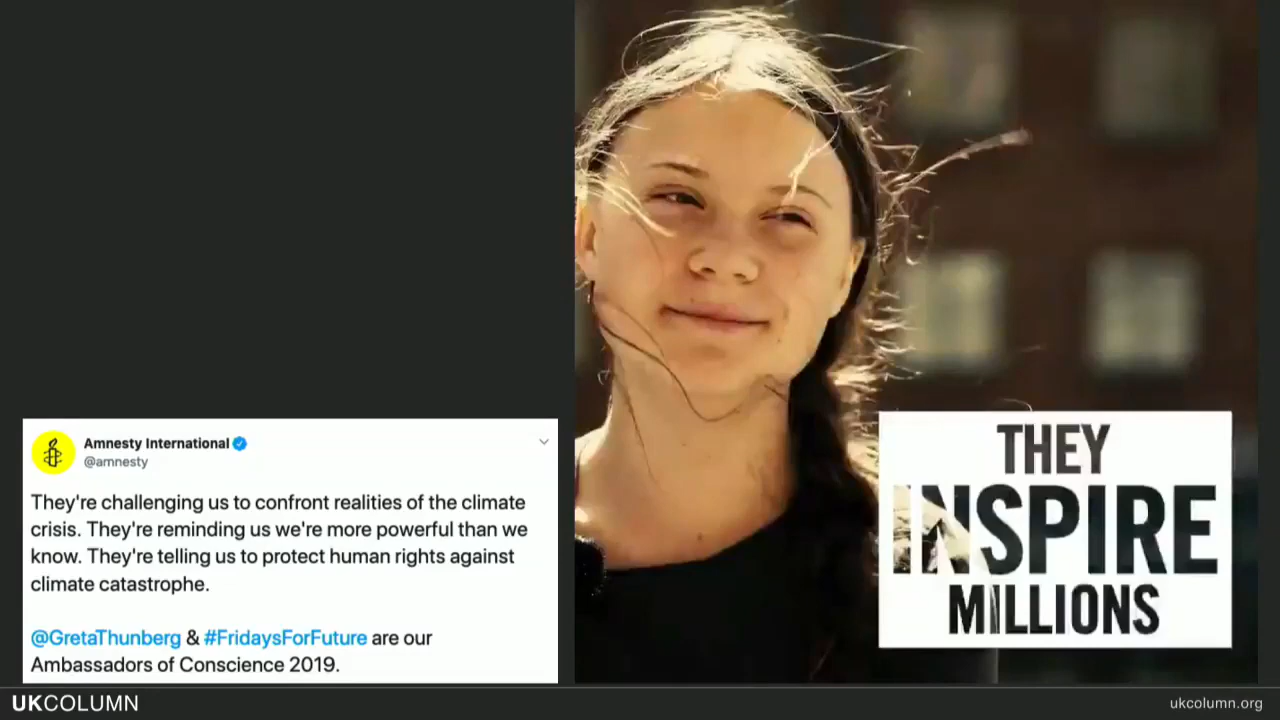 Amnesty International
@amnesty
They're challenging us to confront realities of the climate
crisis. They're reminding us we're more powerful than we
know. They're telling us to protect human rights against
climate catastrophe.
@GretaThunberg & #FridaysForFuture are our
Ambassadors of Conscience 2019.
THEY
INSPIRE
MILLIONS
UKCOLUMN
ukcolumn.org